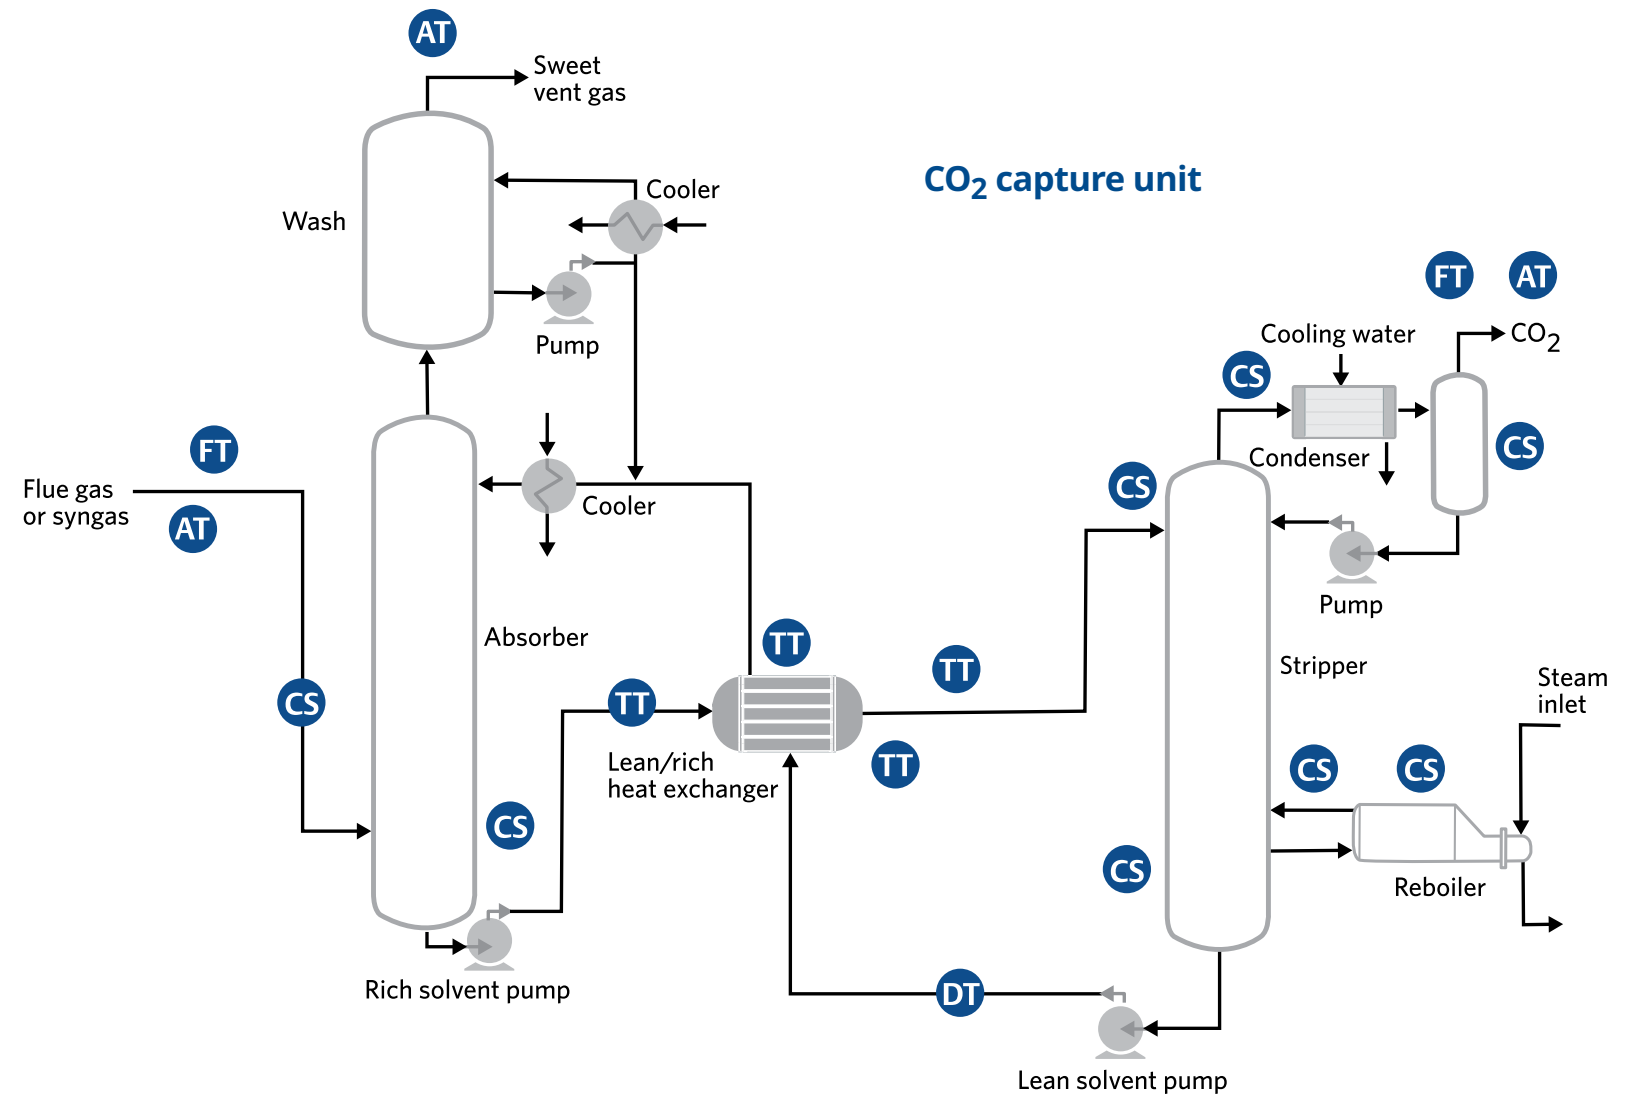 AT
Sweet
vent gas
CO2 capture unit
Cooler
Wash
Pump
FT
AT
Cooling water
CO2
CS
CS
Condenser
FT
Flue gas
or syngas
AT
Cooler
CS
Pump
Absorber
TT
TT
Stripper
Steam
inlet
CS
TT
Lean/rich
heat exchanger
TT
CS
CS
CS
CS
Reboiler
Rich solvent pump
DT
Lean solvent pump